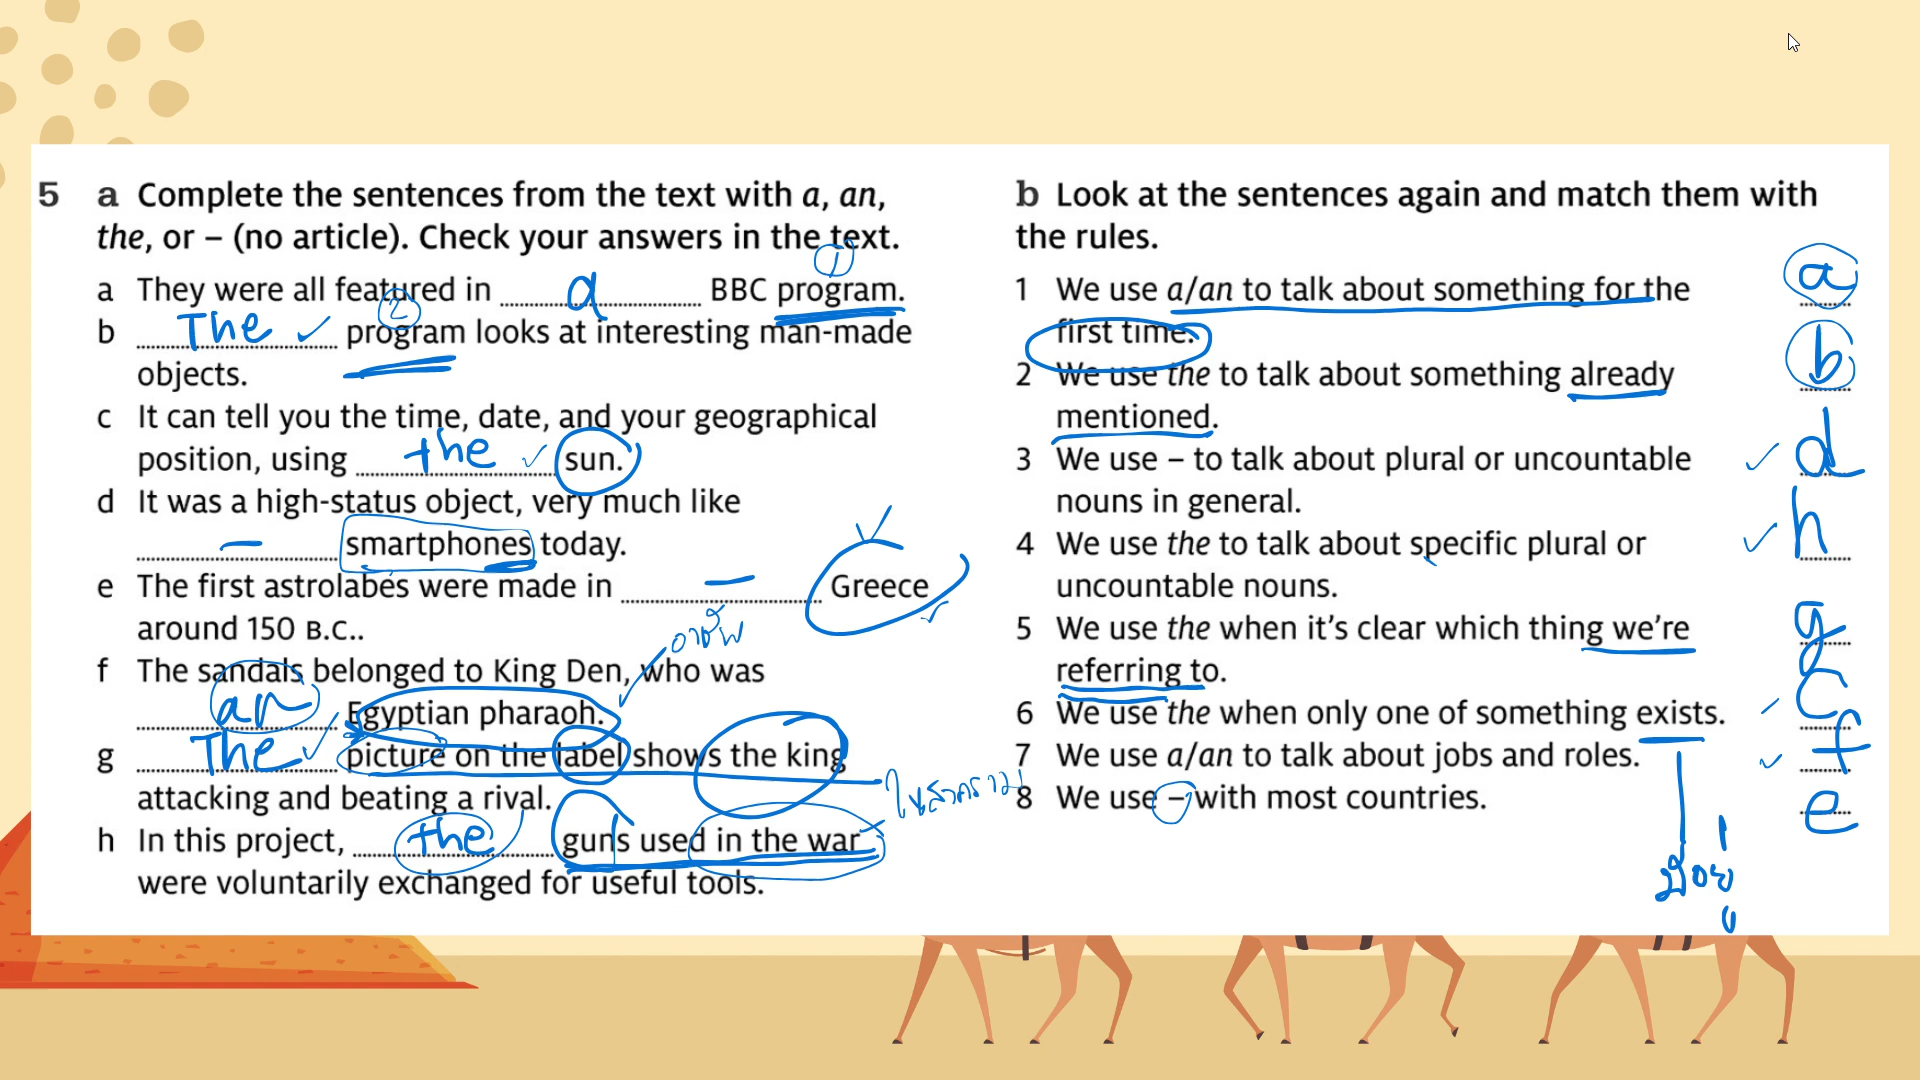 5 a Complete the sentences from the text with a, an,
the, or – (no article). Check your answers in the text.
a They were all featured in a BBC program. 1
b The ✓ program 2 looks at interesting man-made
objects.
c It can tell you the time, date, and your geographical
position, using the ✓ sun.
d It was a high-status object, very much like
– smartphones today.
e The first astrolabes were made in – Greece
around 150 B.C..
อาชีพ
f The sandals belonged to King Den, who was
an Egyptian pharaoh.
g The ✓ picture on the label shows the king
attacking and beating a rival.
h In this project, the guns used in the war
were voluntarily exchanged for useful tools.
ในสงคราม
b Look at the sentences again and match them with
the rules.
1 We use a/an to talk about something for the a
first time.
2 We use the to talk about something already b
mentioned.
3 We use – to talk about plural or uncountable ✓ d
nouns in general.
4 We use the to talk about specific plural or ✓ h
uncountable nouns.
5 We use the when it's clear which thing we're g
referring to.
6 We use the when only one of something exists. c
7 We use a/an to talk about jobs and roles. ✓ f
8 We use – with most countries. e